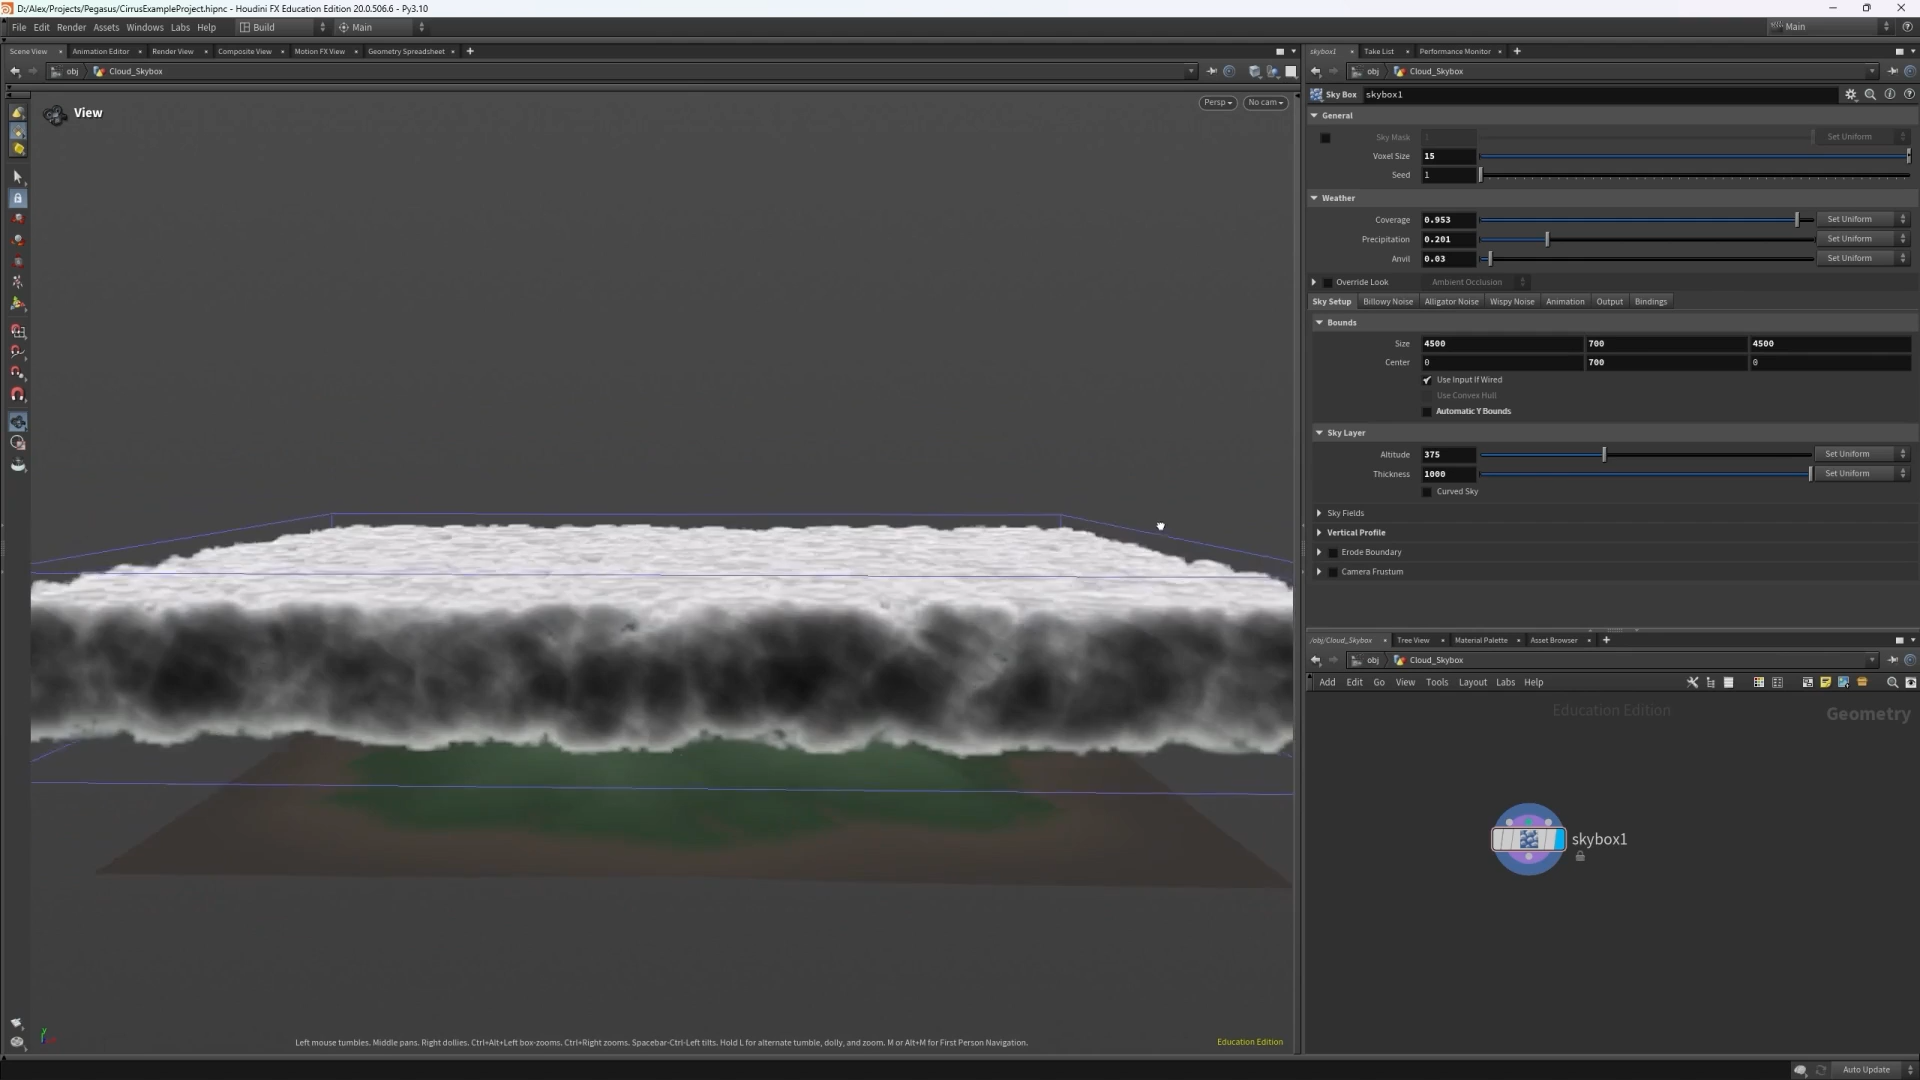 D:/Alex/Projects/Pegasus/CirrusExampleProject.hipnc - Houdini FX Education Edition 20.0.506.6 - Py3.10
File Edit Render Assets Windows Labs Help Build Main Main
Scene View Animation Editor Render View Composite View Motion FX View Geometry Spreadsheet
skybox1 Take List Performance Monitor
obj Cloud_Skybox
obj Cloud_Skybox
View
Persp No cam
Sky Box skybox1
General
Sky Mask 1 Set Uniform
Voxel Size 15
Seed 1
Weather
Coverage 0.953 Set Uniform
Precipitation 0.201 Set Uniform
Anvil 0.03 Set Uniform
Override Look Ambient Occlusion
Sky Setup Billowy Noise Alligator Noise Wispy Noise Animation Output Bindings
Bounds
Size 4500 700 4500
Center 0 700 0
Use Input If Wired
Use Convex Hull
Automatic Y Bounds
Sky Layer
Altitude 375 Set Uniform
Thickness 1000 Set Uniform
Curved Sky
Sky Fields
Vertical Profile
Erode Boundary
Camera Frustum
/obj/Cloud_Skybox Tree View Material Palette Asset Browser
obj Cloud_Skybox
Add Edit Go View Tools Layout Labs Help
Education Edition
Geometry
skybox1
y
Left mouse tumbles. Middle pans. Right dollies. Ctrl+Alt+Left box-zooms. Ctrl+Right zooms. Spacebar-Ctrl-Left tilts. Hold L for alternate tumble, dolly, and zoom. M or Alt+M for First Person Navigation.
Education Edition
Auto Update